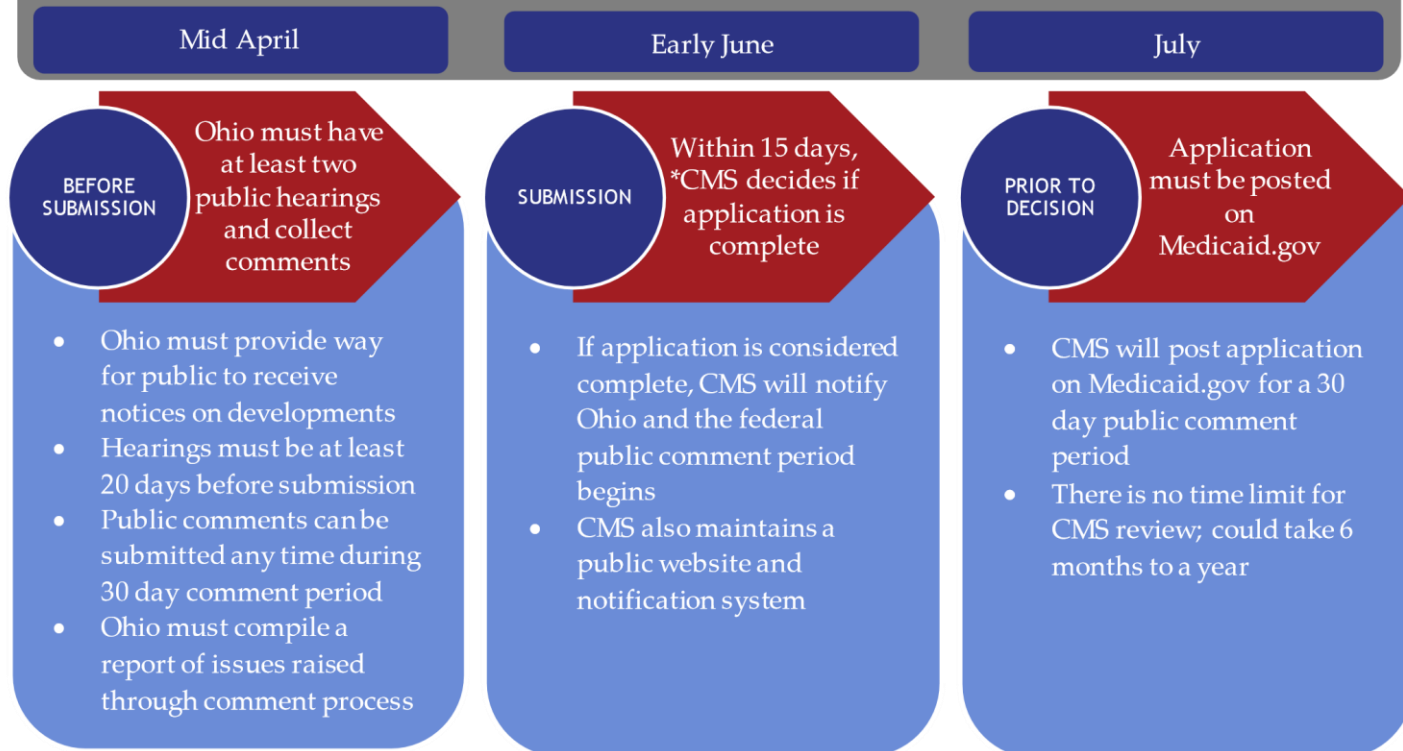 Mid April
Early June
July
BEFORE
SUBMISSION
Ohio must have
at least two
public hearings
and collect
comments
• Ohio must provide way
for public to receive
notices on developments
• Hearings must be at least
20 days before submission
• Public comments can be
submitted any time during
30 day comment period
• Ohio must compile a
report of issues raised
through comment process
SUBMISSION
Within 15 days,
*CMS decides if
application is
complete
• If application is considered
complete, CMS will notify
Ohio and the federal
public comment period
begins
• CMS also maintains a
public website and
notification system
PRIOR TO
DECISION
Application
must be posted
on
Medicaid.gov
• CMS will post application
on Medicaid.gov for a 30
day public comment
period
• There is no time limit for
CMS review; could take 6
months to a year